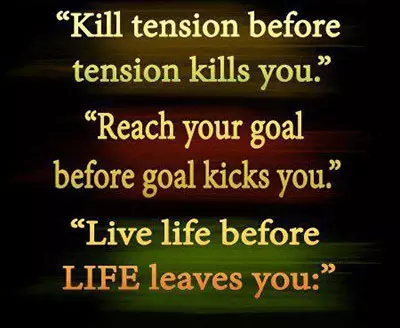 “Kill tension before
tension kills you.”
“Reach your goal
before goal kicks you.”
“Live life before
LIFE leaves you:”